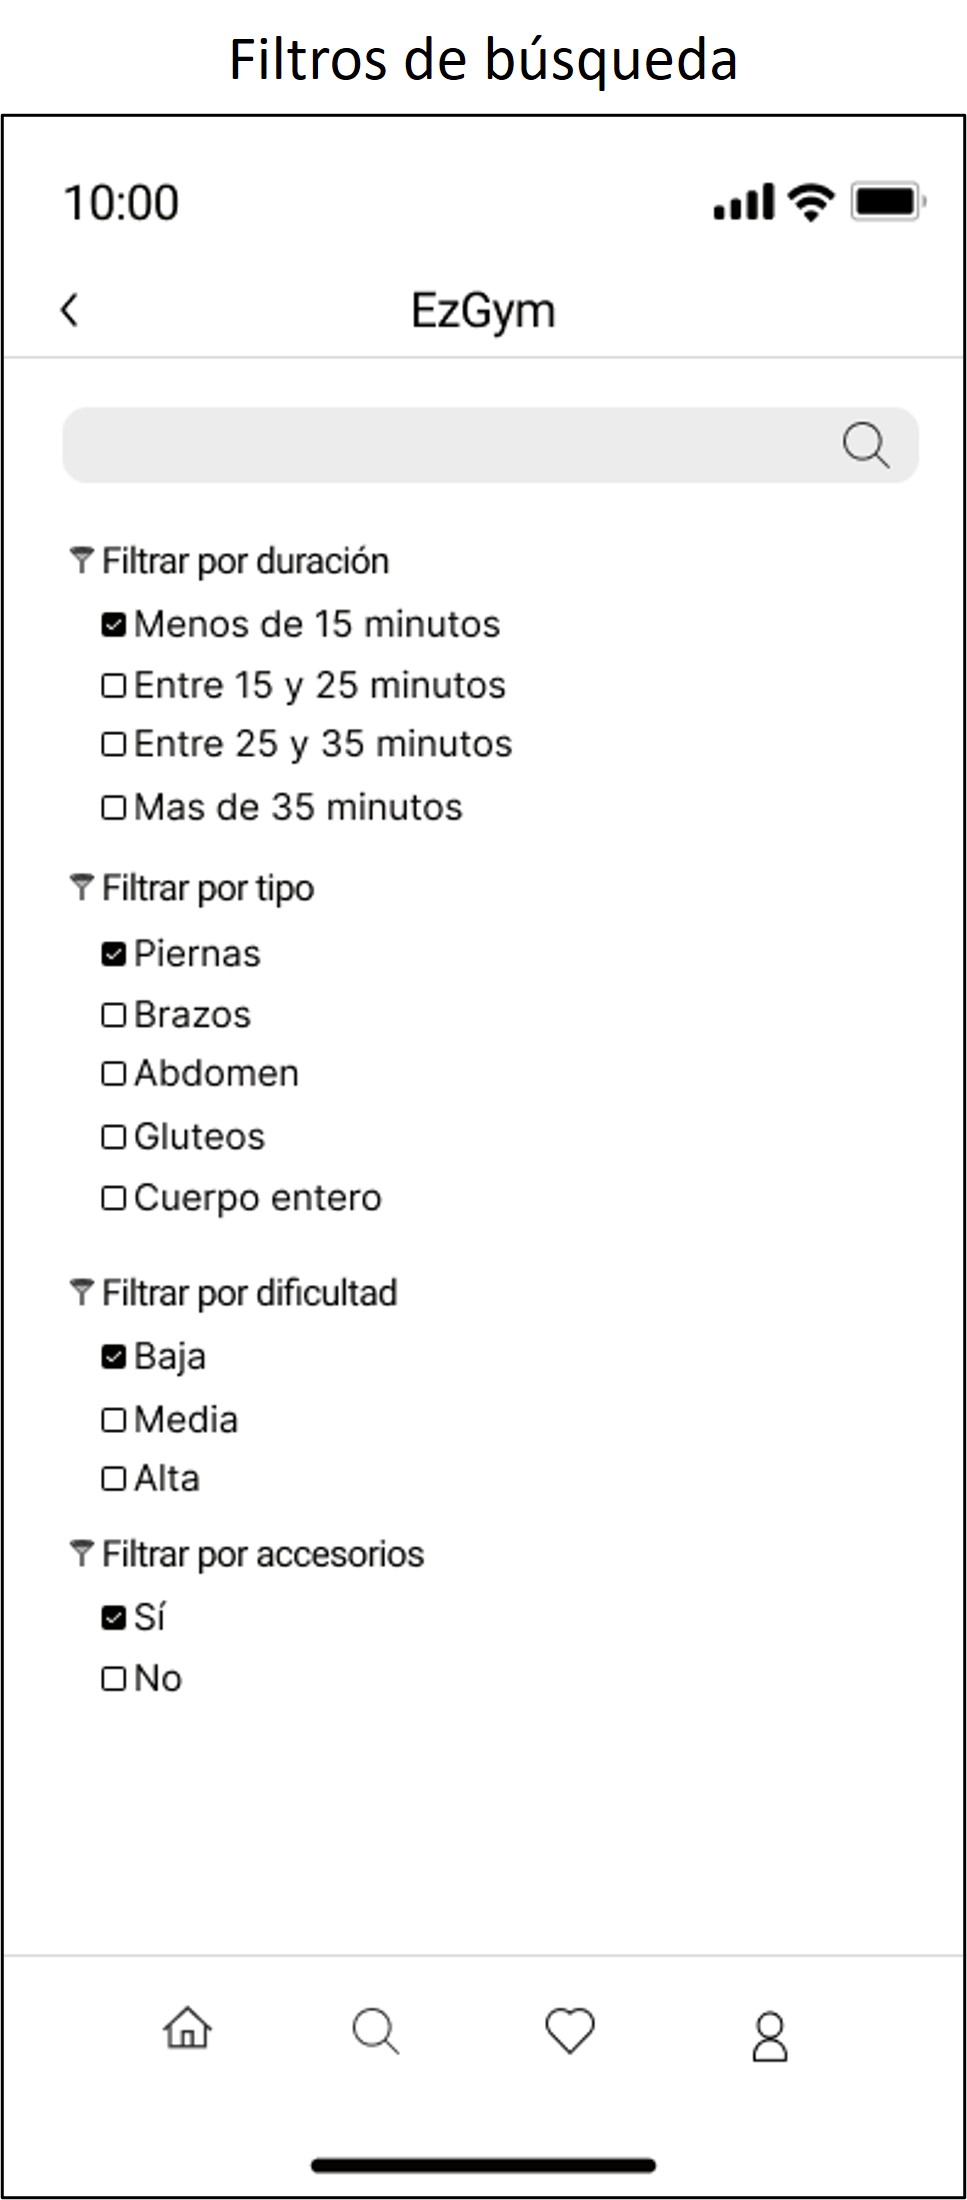 Filtros de búsqueda
10:00
EzGym
Filtrar por duración
Menos de 15 minutos
Entre 15 y 25 minutos
Entre 25 y 35 minutos
Mas de 35 minutos
Filtrar por tipo
Piernas
Brazos
Abdomen
Gluteos
Cuerpo entero
Filtrar por dificultad
Baja
Media
Alta
Filtrar por accesorios
Sí
No